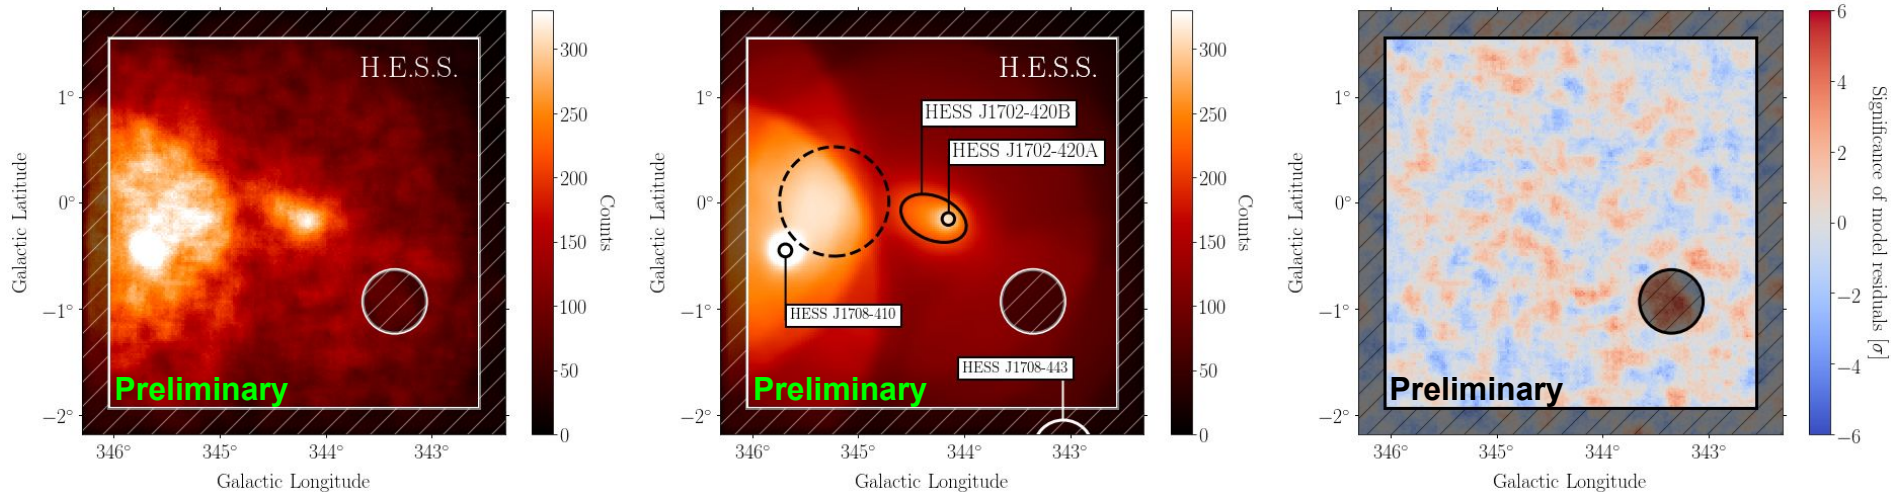 H.E.S.S.
Preliminary
1°
0°
−1°
−2°
346°
345°
344°
343°
Galactic Latitude
Galactic Longitude
300
250
200
150
100
50
0
Counts
H.E.S.S.
HESS J1702-420B
HESS J1702-420A
HESS J1708-410
HESS J1708-443
Preliminary
1°
0°
−1°
−2°
346°
345°
344°
343°
Galactic Latitude
Galactic Longitude
300
250
200
150
100
50
0
Counts
Preliminary
1°
0°
−1°
−2°
346°
345°
344°
343°
Galactic Latitude
Galactic Longitude
6
4
2
0
−2
−4
−6
Significance of model residuals [σ]